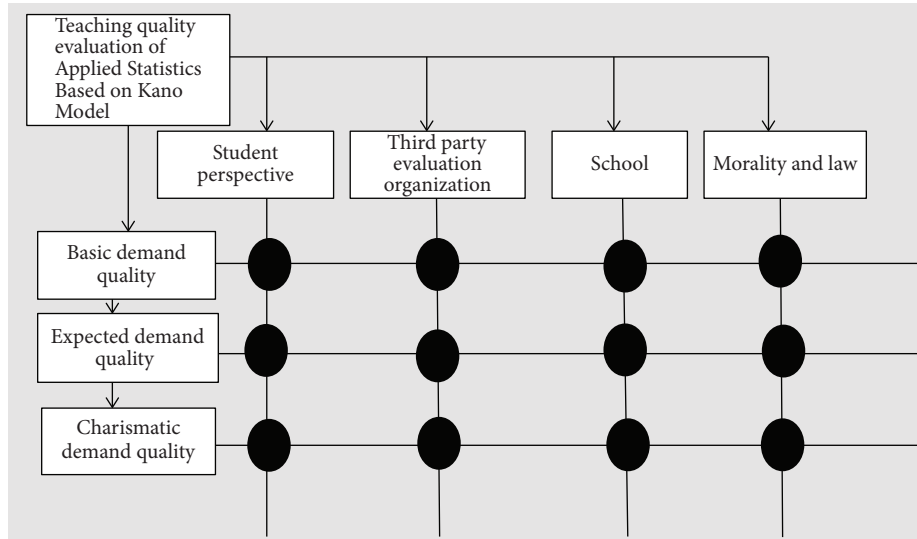 Teaching quality
evaluation of
Applied Statistics
Based on Kano
Model
Student
perspective
Third party
evaluation
organization
School
Morality and law
Basic demand
quality
Expected demand
quality
Charismatic
demand quality